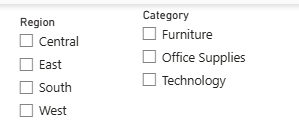 Region
Central
East
South
West
Category
Furniture
Office Supplies
Technology